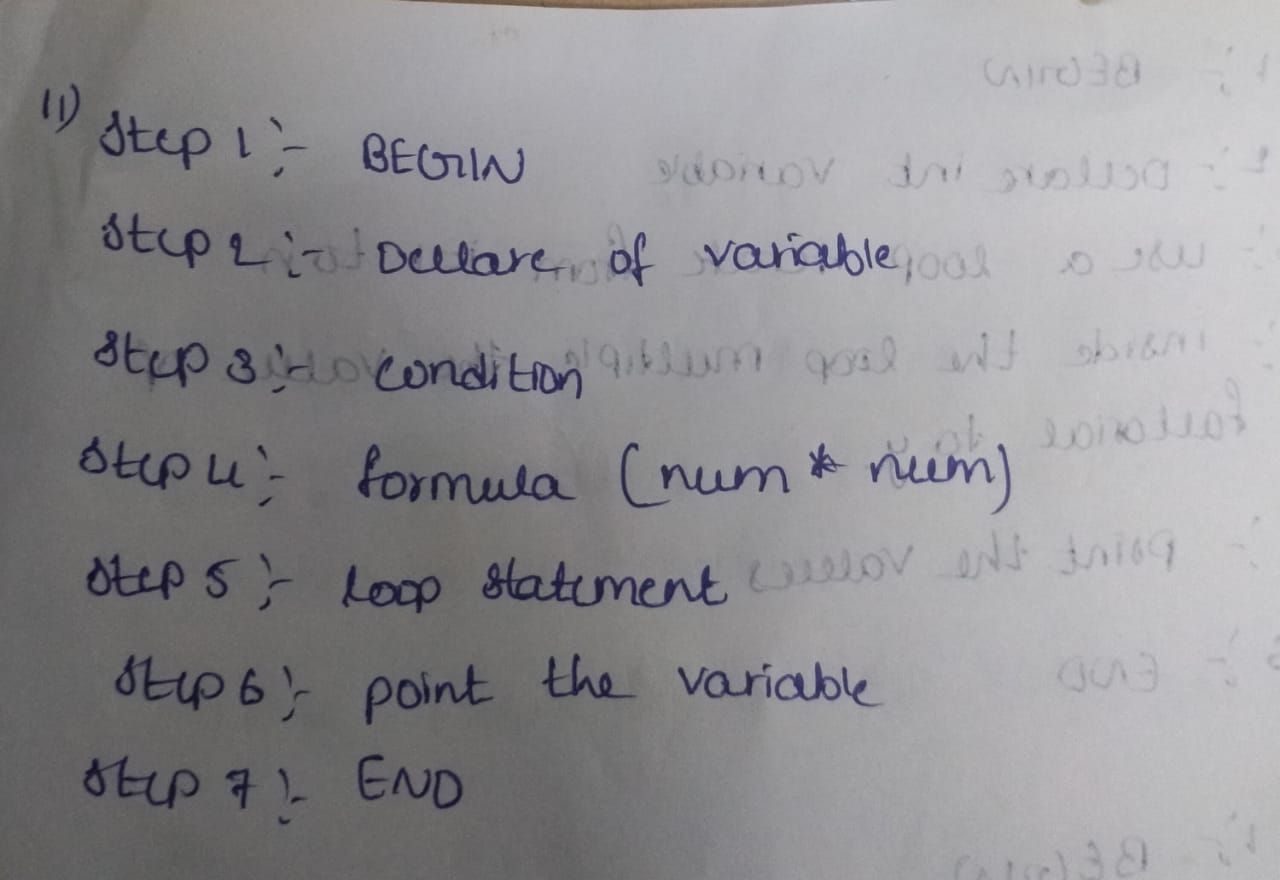 11) Step 1 :- BEGIN
Step 2 :- Declare of variable
Step 3 :- condition
Step 4 :- formula (num * num)
Step 5 :- Loop statement
Step 6 :- point the variable
Step 7 :- END